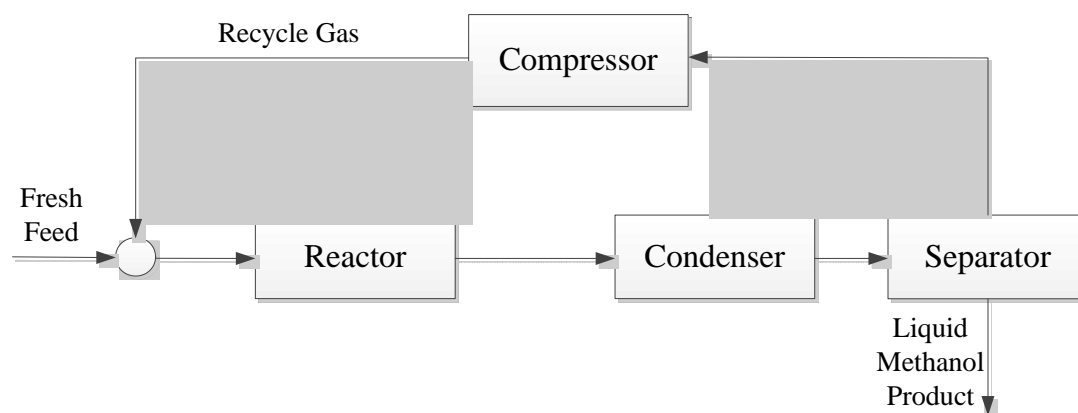 Recycle Gas
Compressor
Fresh
Feed
Reactor
Condenser
Separator
Liquid
Methanol
Product